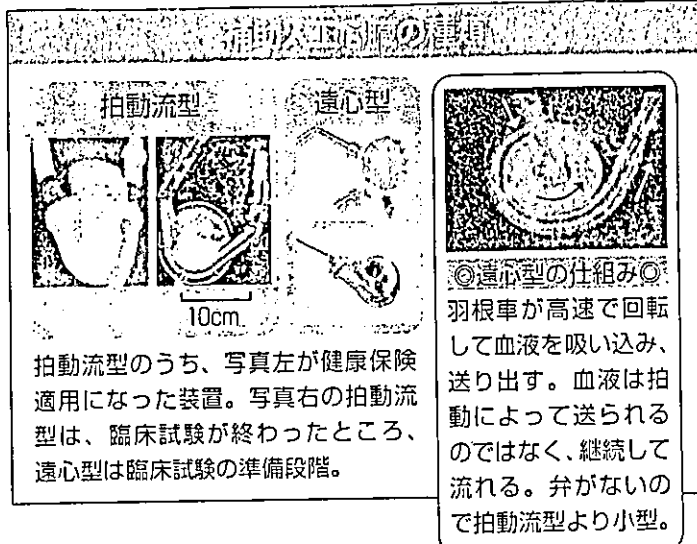 補助人工心臓の種類
拍動流型
遠心型
10cm
拍動流型のうち、写真左が健康保険
適用になった装置。写真右の拍動流
型は、臨床試験が終わったところ、
遠心型は臨床試験の準備段階。
◎遠心型の仕組み◎
羽根車が高速で回転
して血液を吸い込み、
送り出す。血液は拍
動によって送られる
のではなく、継続して
流れる。弁がないの
で拍動流型より小型。